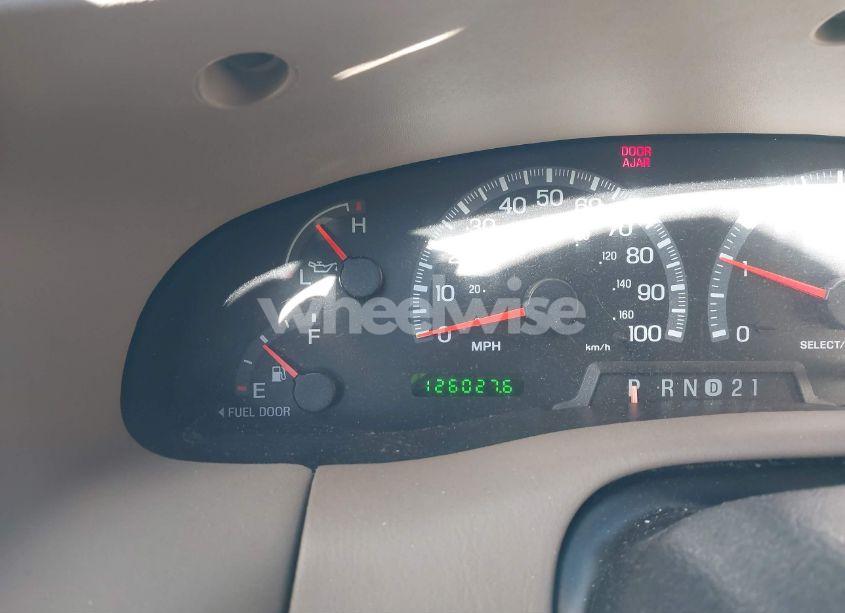 DOOR
AJAR
H
L
F
E
FUEL DOOR
0 10 30 40 50 60 70 80 90 100
20 120 140 160
MPH
km/h
126027.6
P R N D 2 1
1
0
SELECT/
wheelwise